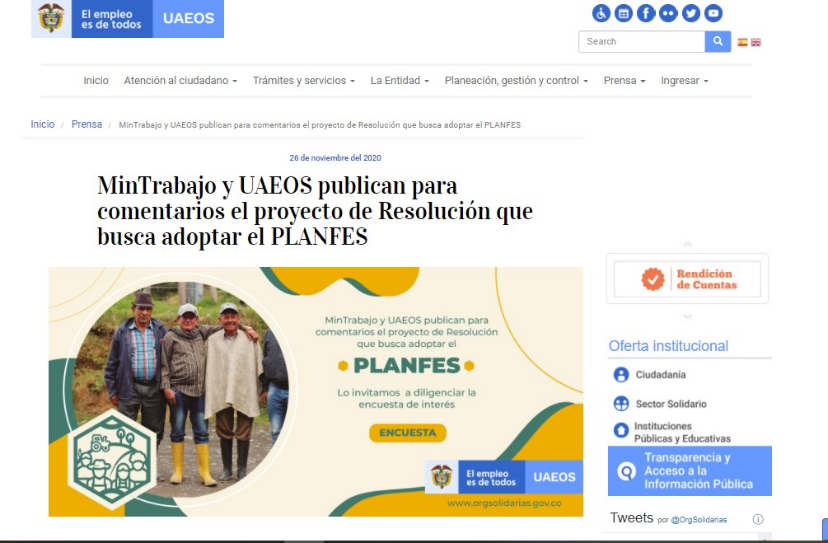 El empleo
es de todos
UAEOS
Search
Inicio Atención al ciudadano Trámites y servicios La Entidad Planeación, gestión y control Prensa Ingresar
Inicio / Prensa / MinTrabajo y UAEOS publican para comentarios el proyecto de Resolución que busca adoptar el PLANFES
26 de noviembre del 2020
MinTrabajo y UAEOS publican para
comentarios el proyecto de Resolución que
busca adoptar el PLANFES
MinTrabajo y UAEOS publican para
comentarios el proyecto de Resolución
que busca adoptar el
PLANFES
Lo invitamos a diligenciar la
encuesta de interés
ENCUESTA
El empleo
es de todos
UAEOS
www.orgsolidarias.gov.co
Rendición
de Cuentas
Oferta institucional
Ciudadanía
Sector Solidario
Instituciones
Públicas y Educativas
Transparencia y
Acceso a la
Información Pública
Tweets por @OrgSolidarias